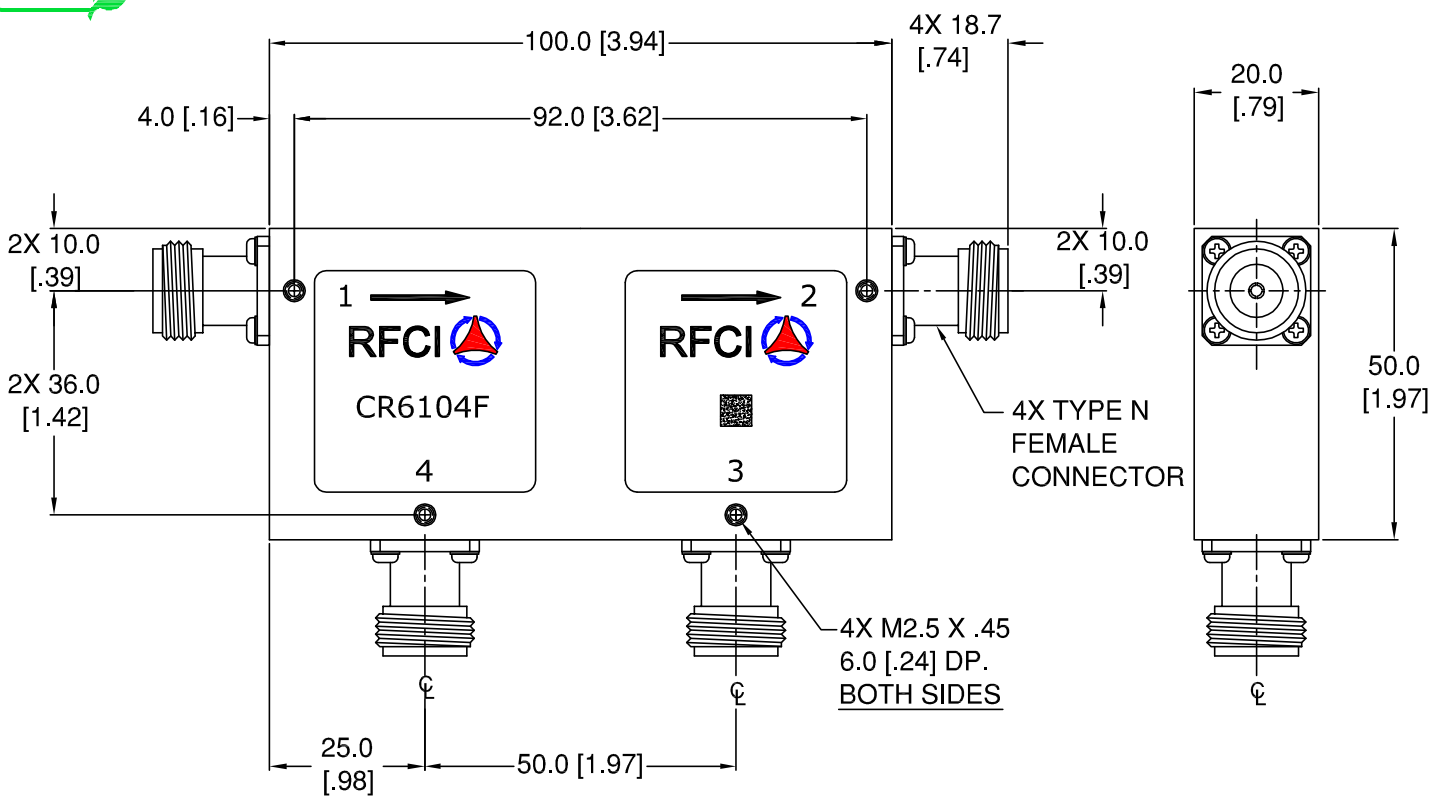 100.0 [3.94]
4X 18.7
[.74]
20.0
[.79]
4.0 [.16]
92.0 [3.62]
2X 10.0
[.39]
2X 10.0
[.39]
1
2
RFCI
RFCI
2X 36.0
[1.42]
50.0
[1.97]
CR6104F
4X TYPE N
FEMALE
CONNECTOR
4
3
4X M2.5 X .45
6.0 [.24] DP.
BOTH SIDES
℄
℄
℄
25.0
[.98]
50.0 [1.97]